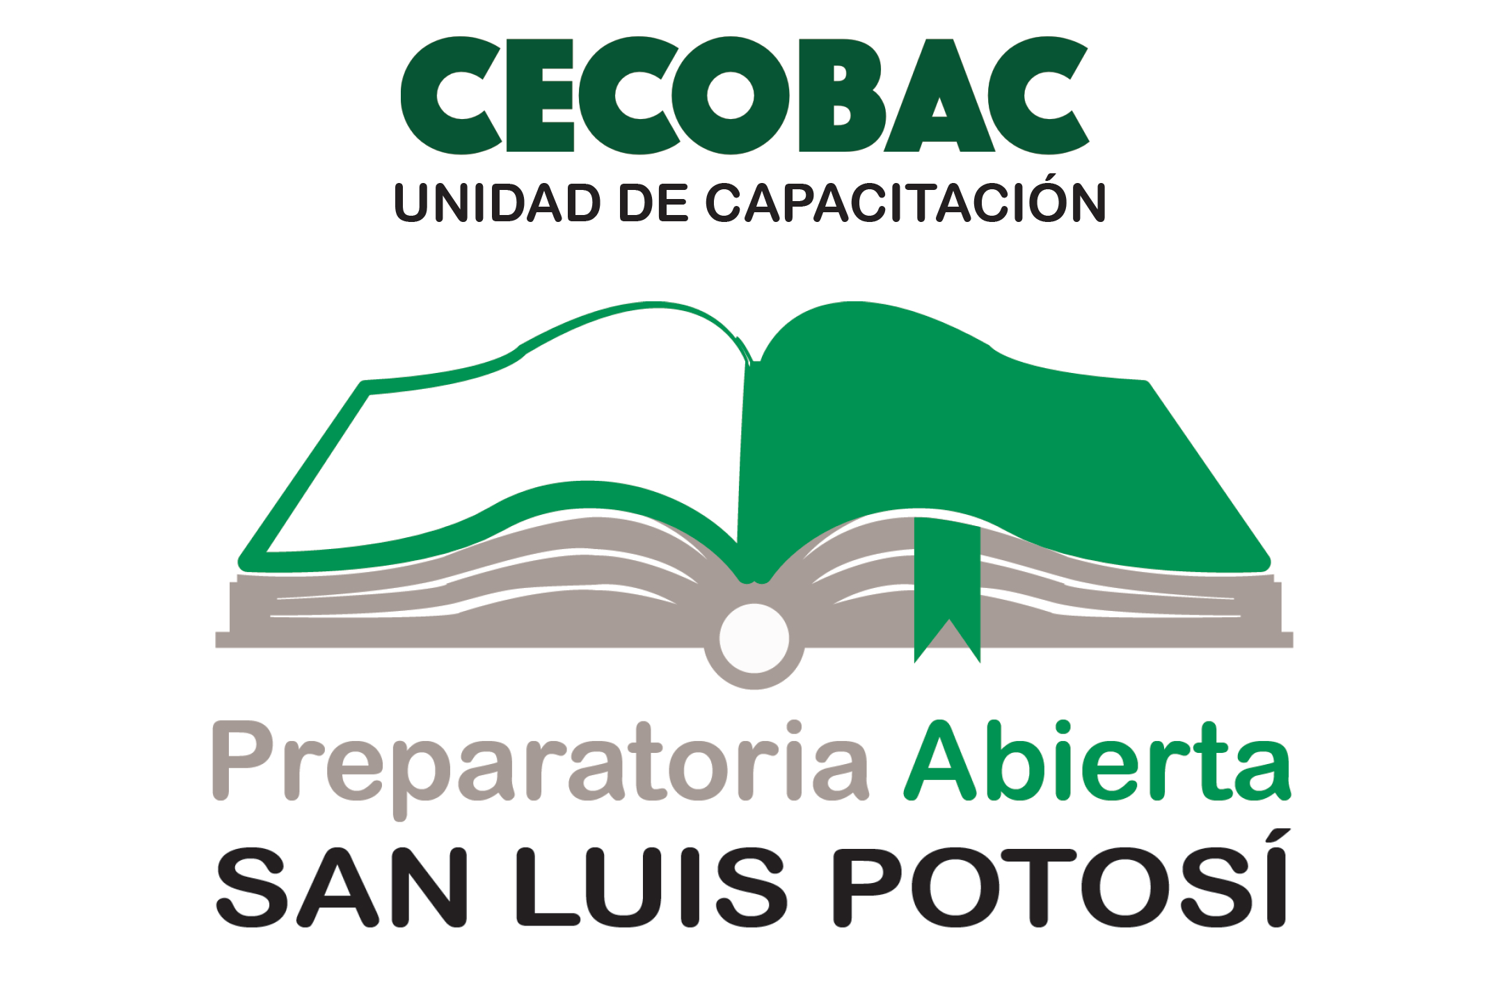 CECOBAC
UNIDAD DE CAPACITACIÓN
Preparatoria Abierta
SAN LUIS POTOSÍ